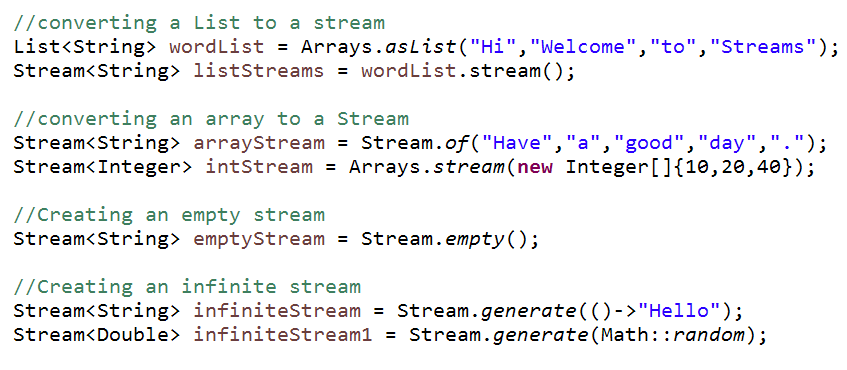 //converting a List to a stream
List<String> wordList = Arrays.asList("Hi","Welcome","to","Streams");
Stream<String> listStreams = wordList.stream();
//converting an array to a Stream
Stream<String> arrayStream = Stream.of("Have","a","good","day",".");
Stream<Integer> intStream = Arrays.stream(new Integer[]{10,20,40});
//Creating an empty stream
Stream<String> emptyStream = Stream.empty();
//Creating an infinite stream
Stream<String> infiniteStream = Stream.generate(()->"Hello");
Stream<Double> infiniteStream1 = Stream.generate(Math::random);